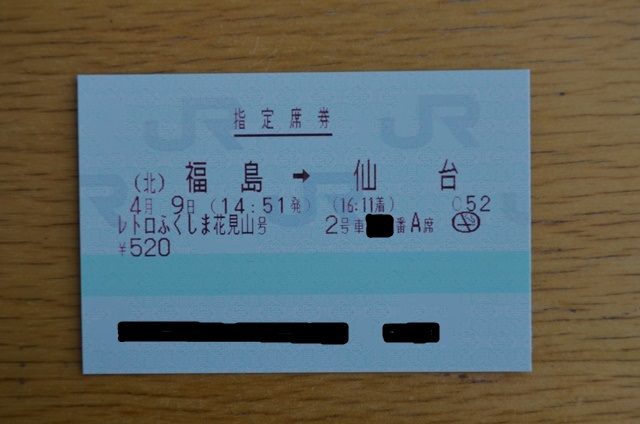 指定席券
(北) 福島 → 仙台
4月 9日 (14:51発) (16:11着) C52
レトロふくしま花見山号 2号車 番A席
¥520